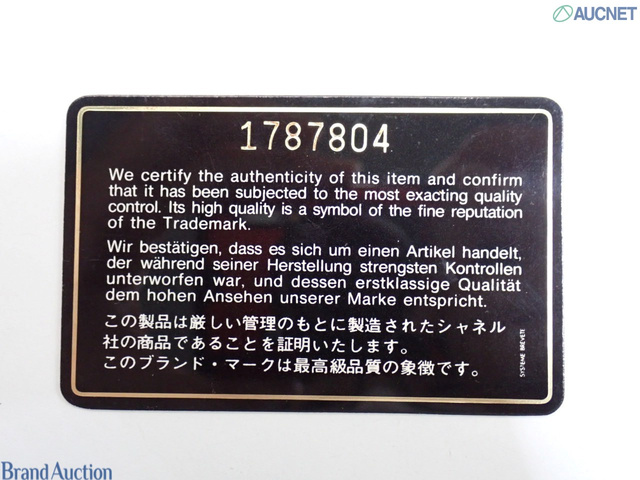 AUCNET
1787804
We certify the authenticity of this item and confirm
that it has been subjected to the most exacting quality
control. Its high quality is a symbol of the fine reputation
of the Trademark.
Wir bestätigen, dass es sich um einen Artikel handelt,
der während seiner Herstellung strengsten Kontrollen
unterworfen war, und dessen erstklassige Qualität
dem hohen Ansehen unserer Marke entspricht.
この製品は厳しい管理のもとに製造されたシャネル
社の商品であることを証明いたします。
このブランド・マークは最高級品質の象徴です。
SYSTEME BREVETE
Brand Auction